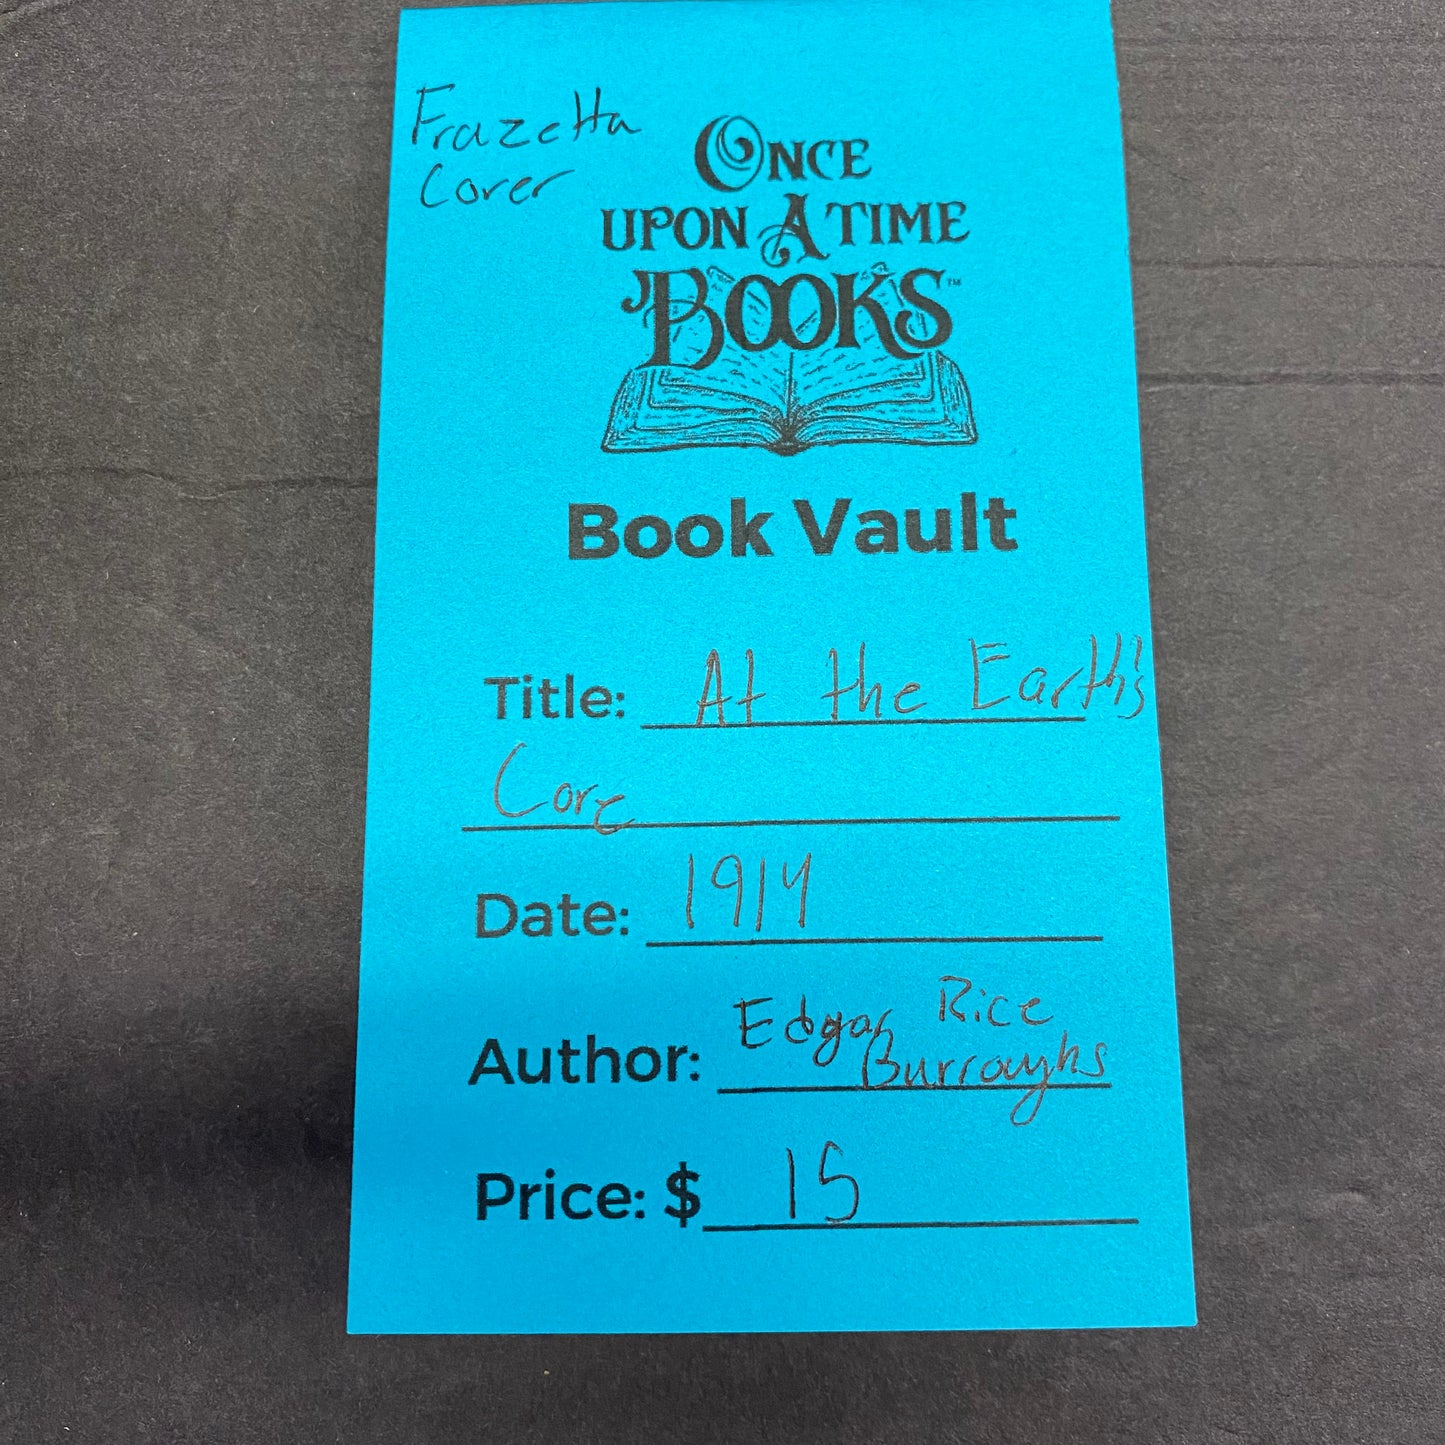 Frazetta
Cover
ONCE
UPON A TIME
BOOKS™
Book Vault
Title: At the Earth's
Core
Date: 1914
Author: Edgar Rice
Burroughs
Price: $ 15